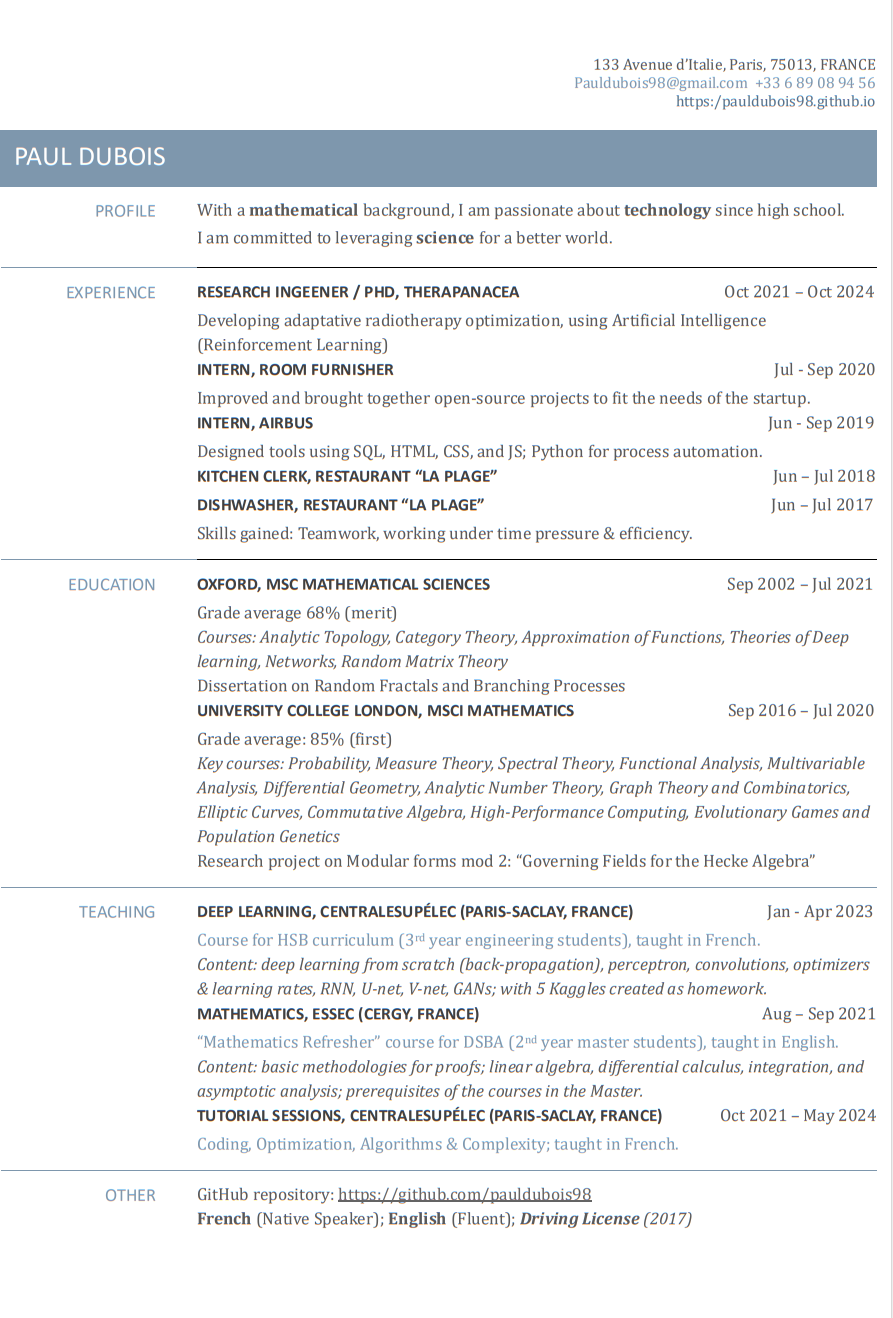 133 Avenue d'Italie, Paris, 75013, FRANCE
Pauldubois98@gmail.com  +33 6 89 08 94 56
https:/pauldubois98.github.io
PAUL DUBOIS
PROFILE
With a mathematical background, I am passionate about technology since high school.
I am committed to leveraging science for a better world.
EXPERIENCE
RESEARCH INGEENER / PHD, THERAPANACEA Oct 2021 – Oct 2024
Developing adaptative radiotherapy optimization, using Artificial Intelligence
(Reinforcement Learning)
INTERN, ROOM FURNISHER Jul - Sep 2020
Improved and brought together open-source projects to fit the needs of the startup.
INTERN, AIRBUS Jun - Sep 2019
Designed tools using SQL, HTML, CSS, and JS; Python for process automation.
KITCHEN CLERK, RESTAURANT “LA PLAGE” Jun – Jul 2018
DISHWASHER, RESTAURANT “LA PLAGE” Jun – Jul 2017
Skills gained: Teamwork, working under time pressure & efficiency.
EDUCATION
OXFORD, MSC MATHEMATICAL SCIENCES Sep 2002 – Jul 2021
Grade average 68% (merit)
Courses: Analytic Topology, Category Theory, Approximation of Functions, Theories of Deep
learning, Networks, Random Matrix Theory
Dissertation on Random Fractals and Branching Processes
UNIVERSITY COLLEGE LONDON, MSCI MATHEMATICS Sep 2016 – Jul 2020
Grade average: 85% (first)
Key courses: Probability, Measure Theory, Spectral Theory, Functional Analysis, Multivariable
Analysis, Differential Geometry, Analytic Number Theory, Graph Theory and Combinatorics,
Elliptic Curves, Commutative Algebra, High-Performance Computing, Evolutionary Games and
Population Genetics
Research project on Modular forms mod 2: “Governing Fields for the Hecke Algebra”
TEACHING
DEEP LEARNING, CENTRALESUPÉLEC (PARIS-SACLAY, FRANCE) Jan - Apr 2023
Course for HSB curriculum (3rd year engineering students), taught in French.
Content: deep learning from scratch (back-propagation), perceptron, convolutions, optimizers
& learning rates, RNN, U-net, V-net, GANs; with 5 Kaggles created as homework.
MATHEMATICS, ESSEC (CERGY, FRANCE) Aug – Sep 2021
“Mathematics Refresher” course for DSBA (2nd year master students), taught in English.
Content: basic methodologies for proofs; linear algebra, differential calculus, integration, and
asymptotic analysis; prerequisites of the courses in the Master.
TUTORIAL SESSIONS, CENTRALESUPÉLEC (PARIS-SACLAY, FRANCE) Oct 2021 – May 2024
Coding, Optimization, Algorithms & Complexity; taught in French.
OTHER
GitHub repository: https://github.com/pauldubois98
French (Native Speaker); English (Fluent); Driving License (2017)